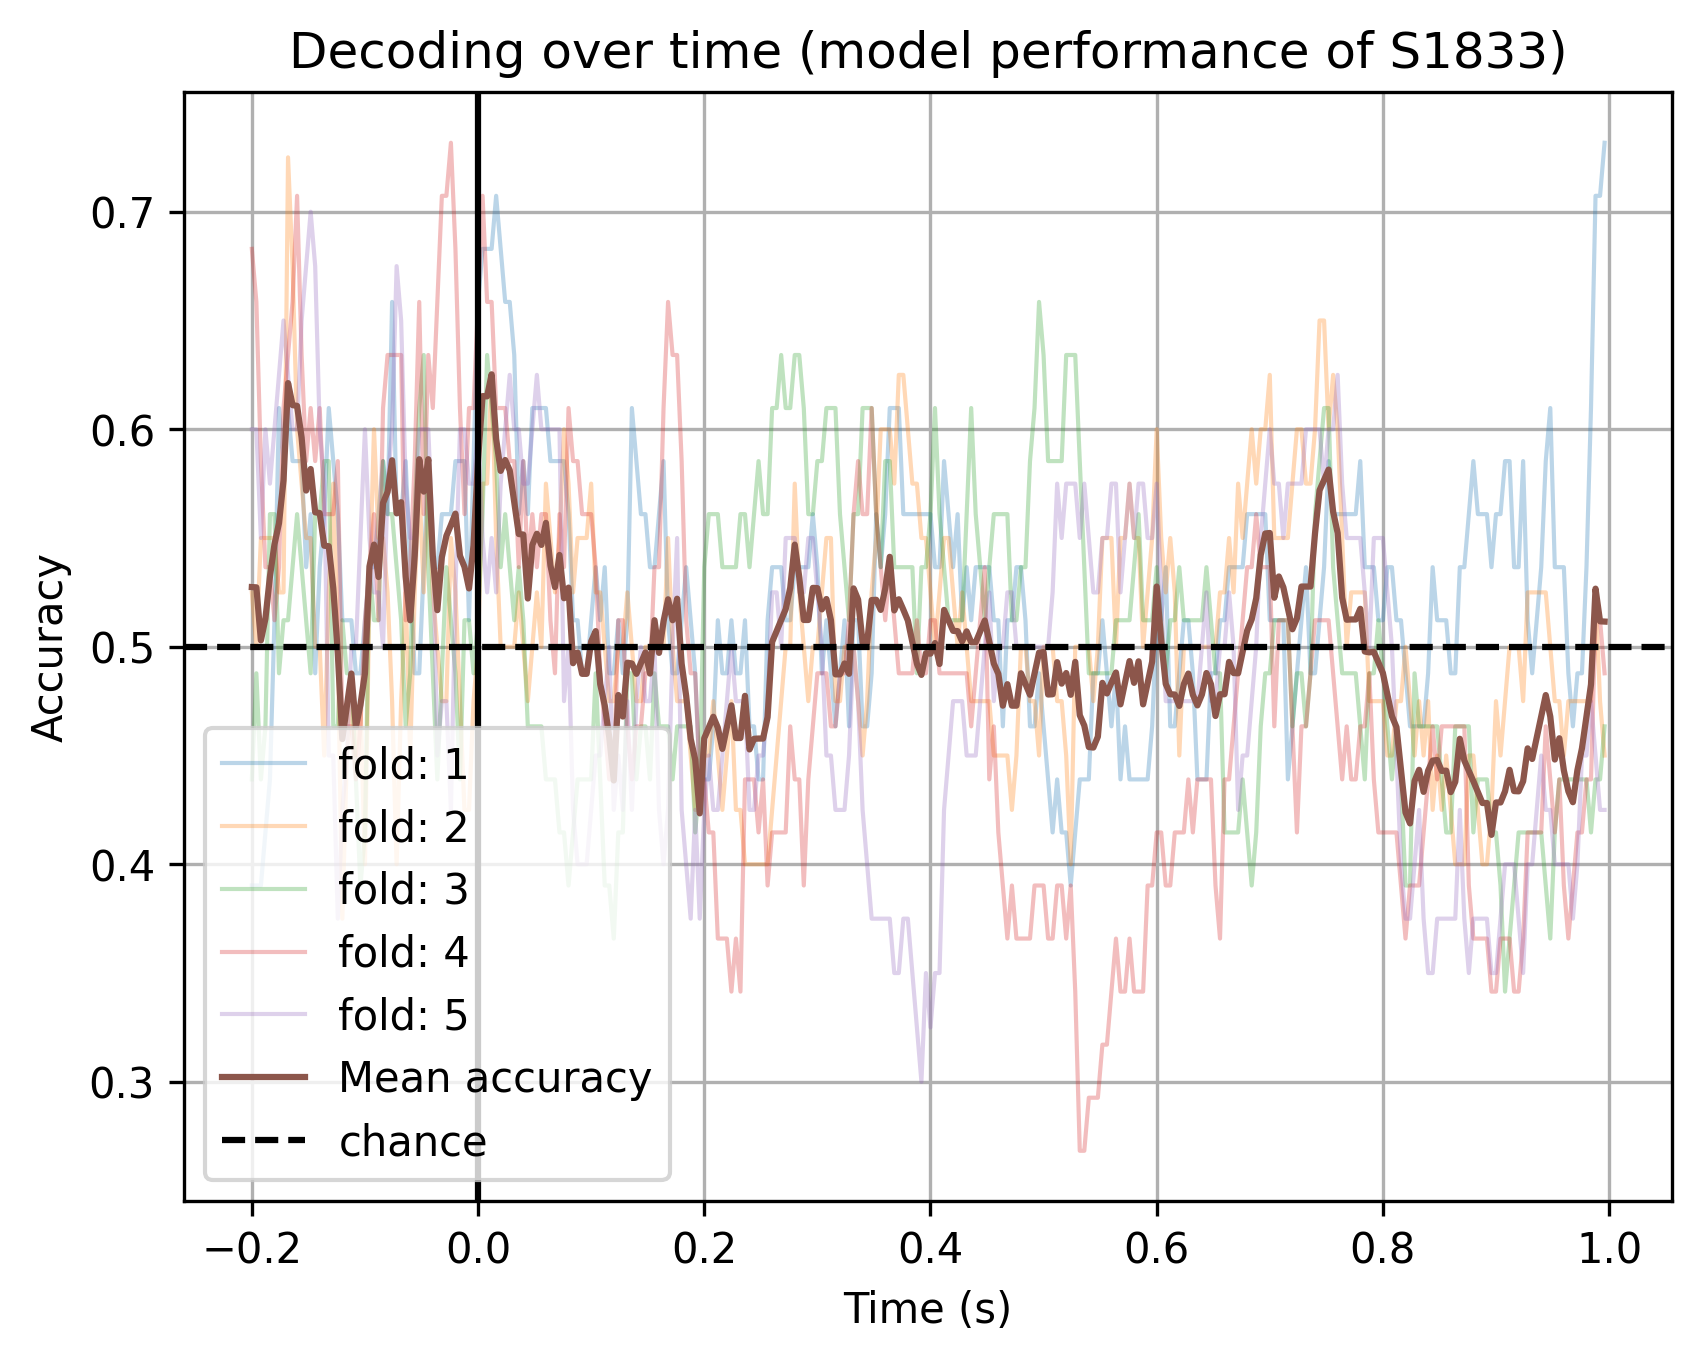 Decoding over time (model performance of S1833)
Accuracy
0.7
0.6
0.5
0.4
0.3
fold: 1
fold: 2
fold: 3
fold: 4
fold: 5
Mean accuracy
chance
−0.2 0.0 0.2 0.4 0.6 0.8 1.0
Time (s)